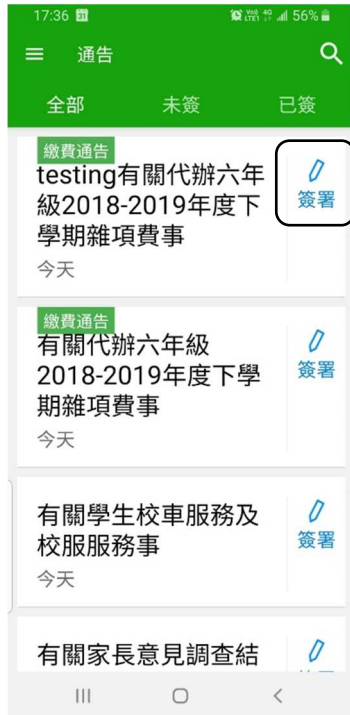 17:36 31 VoD LTE1 4G 56%
通告
全部 未簽 已簽
繳費通告
testing有關代辦六年
級2018-2019年度下
學期雜項費事
今天
簽署
繳費通告
有關代辦六年級
2018-2019年度下學
期雜項費事
今天
簽署
有關學生校車服務及
校服服務事
今天
簽署
有關家長意見調查結